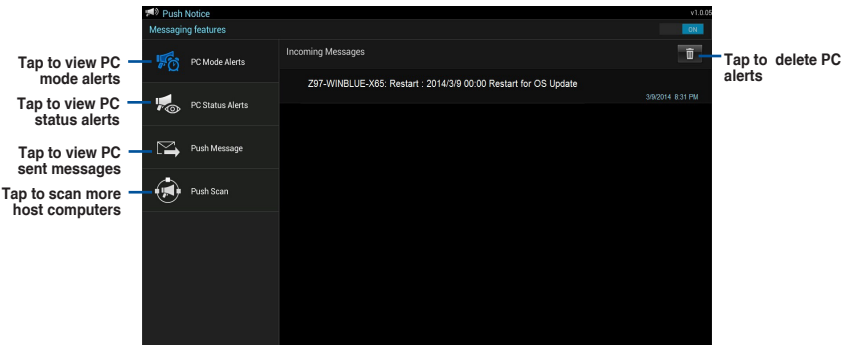 Push Notice
v1.0.05
Messaging features
ON
Tap to view PC
mode alerts
PC Mode Alerts
Incoming Messages
Tap to delete PC
alerts
Z97-WINBLUE-X65: Restart : 2014/3/9 00:00 Restart for OS Update
3/9/2014 8:31 PM
Tap to view PC
status alerts
PC Status Alerts
Tap to view PC
sent messages
Push Message
Tap to scan more
host computers
Push Scan